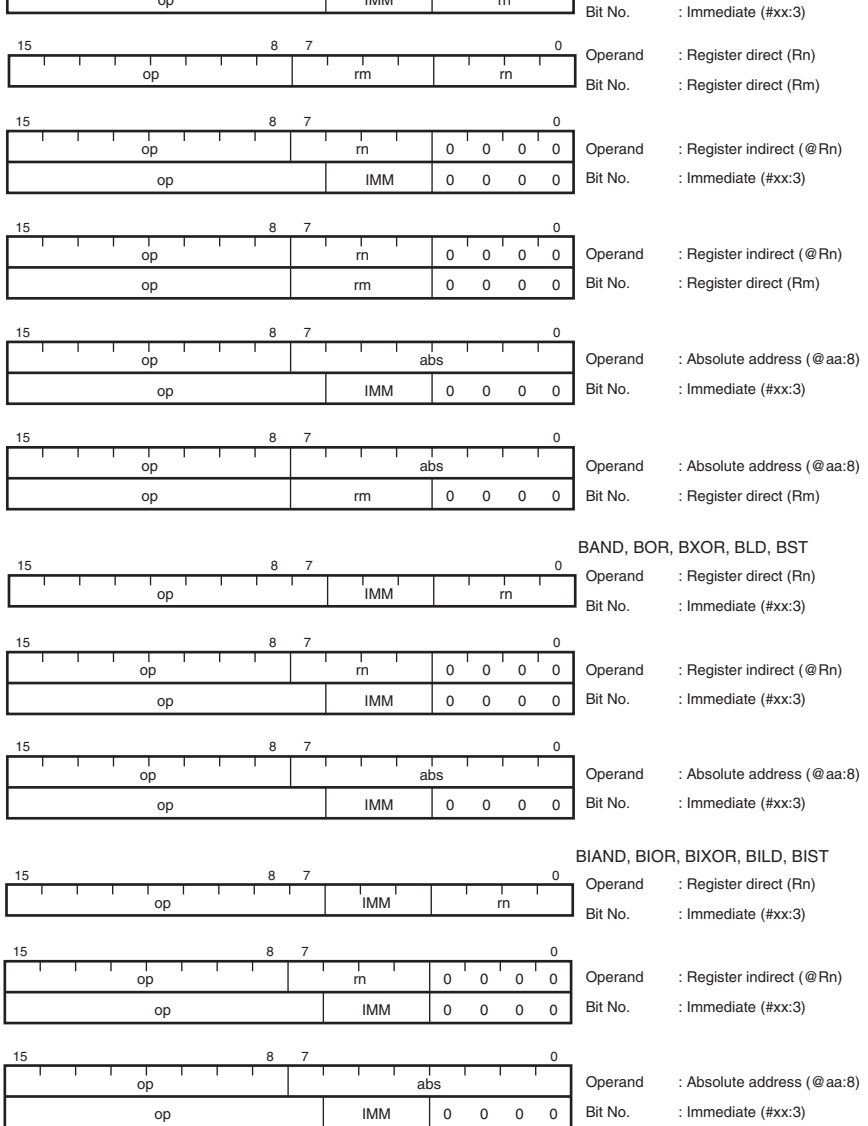 op IMM rn
Bit No. : Immediate (#xx:3)
15 8 7 0
op rm rn
Operand : Register direct (Rn)
Bit No. : Register direct (Rm)
15 8 7 0
op rn 0 0 0 0 Operand : Register indirect (@Rn)
op IMM 0 0 0 0 Bit No. : Immediate (#xx:3)
15 8 7 0
op rn 0 0 0 0 Operand : Register indirect (@Rn)
op rm 0 0 0 0 Bit No. : Register direct (Rm)
15 8 7 0
op abs Operand : Absolute address (@aa:8)
op IMM 0 0 0 0 Bit No. : Immediate (#xx:3)
15 8 7 0
op abs Operand : Absolute address (@aa:8)
op rm 0 0 0 0 Bit No. : Register direct (Rm)
BAND, BOR, BXOR, BLD, BST
15 8 7 0
Operand : Register direct (Rn)
op IMM rn
Bit No. : Immediate (#xx:3)
15 8 7 0
op rn 0 0 0 0 Operand : Register indirect (@Rn)
op IMM 0 0 0 0 Bit No. : Immediate (#xx:3)
15 8 7 0
op abs Operand : Absolute address (@aa:8)
op IMM 0 0 0 0 Bit No. : Immediate (#xx:3)
BIAND, BIOR, BIXOR, BILD, BIST
15 8 7 0
Operand : Register direct (Rn)
op IMM rn
Bit No. : Immediate (#xx:3)
15 8 7 0
op rn 0 0 0 0 Operand : Register indirect (@Rn)
op IMM 0 0 0 0 Bit No. : Immediate (#xx:3)
15 8 7 0
op abs Operand : Absolute address (@aa:8)
op IMM 0 0 0 0 Bit No. : Immediate (#xx:3)